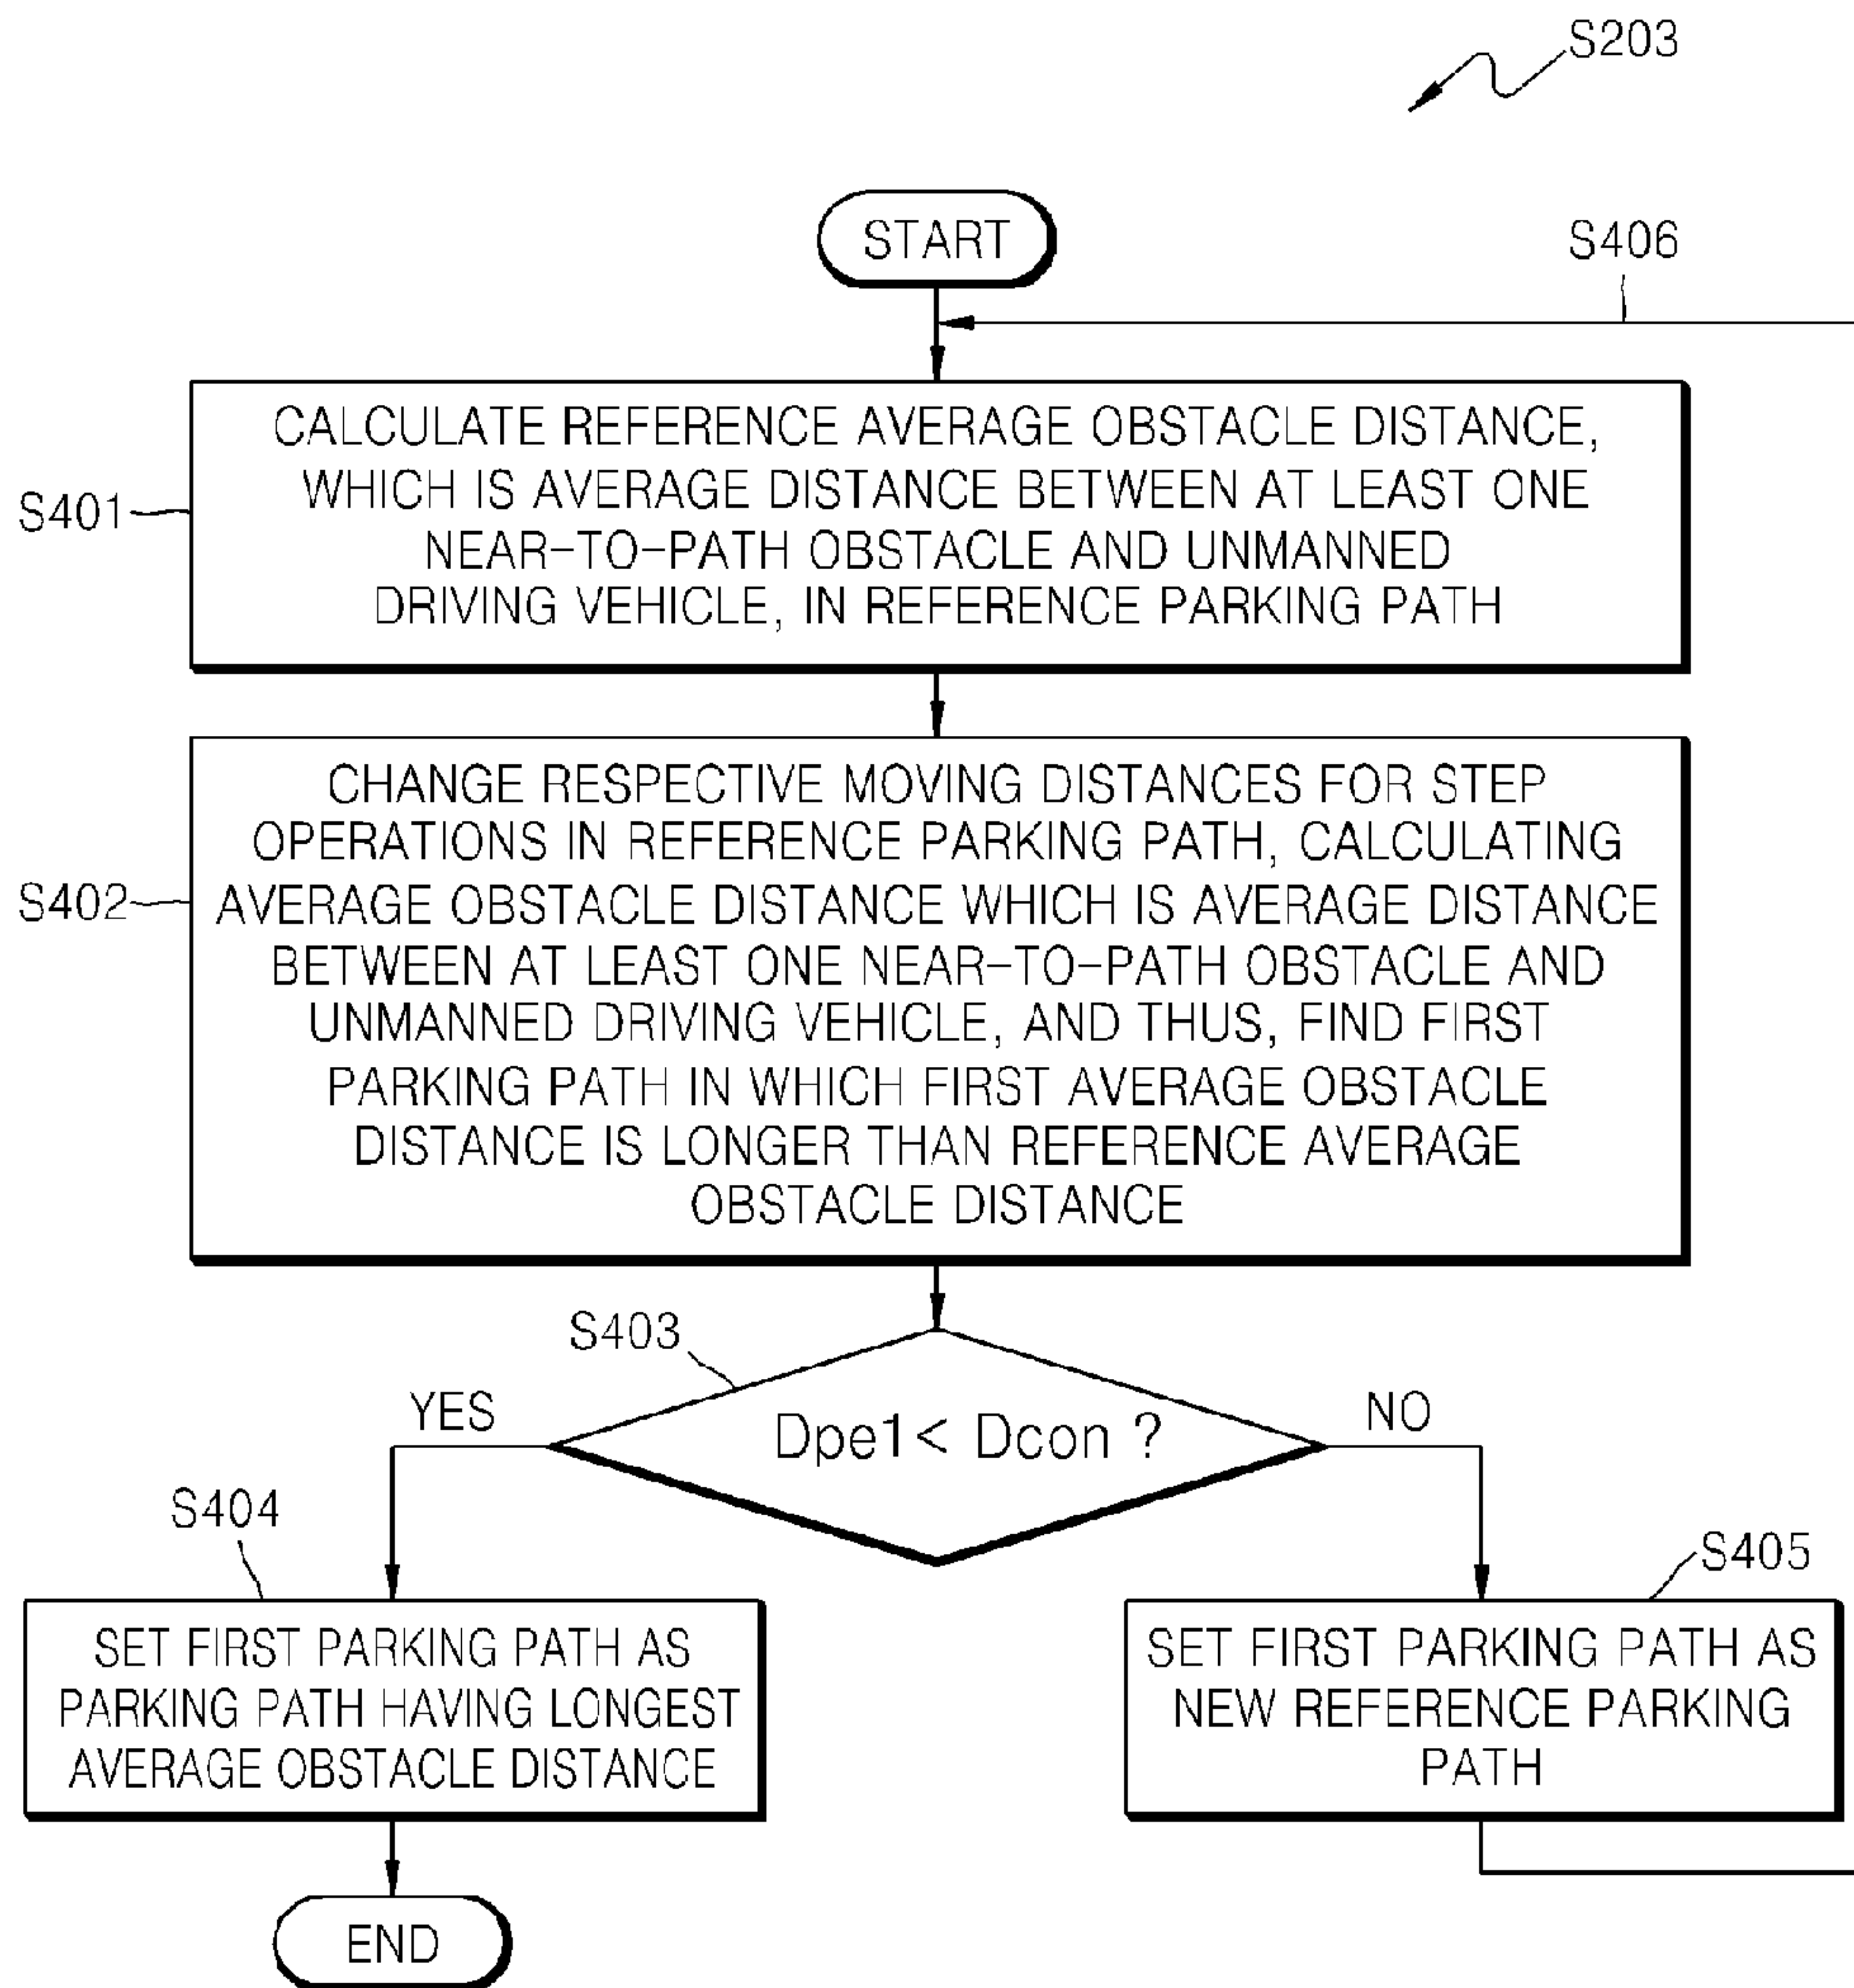 S203
START
S406
S401
CALCULATE REFERENCE AVERAGE OBSTACLE DISTANCE,
WHICH IS AVERAGE DISTANCE BETWEEN AT LEAST ONE
NEAR-TO-PATH OBSTACLE AND UNMANNED
DRIVING VEHICLE, IN REFERENCE PARKING PATH
S402
CHANGE RESPECTIVE MOVING DISTANCES FOR STEP
OPERATIONS IN REFERENCE PARKING PATH, CALCULATING
AVERAGE OBSTACLE DISTANCE WHICH IS AVERAGE DISTANCE
BETWEEN AT LEAST ONE NEAR-TO-PATH OBSTACLE AND
UNMANNED DRIVING VEHICLE, AND THUS, FIND FIRST
PARKING PATH IN WHICH FIRST AVERAGE OBSTACLE
DISTANCE IS LONGER THAN REFERENCE AVERAGE
OBSTACLE DISTANCE
S403
YES
Dpe1< Dcon ?
NO
S404
SET FIRST PARKING PATH AS
PARKING PATH HAVING LONGEST
AVERAGE OBSTACLE DISTANCE
S405
SET FIRST PARKING PATH AS
NEW REFERENCE PARKING
PATH
END